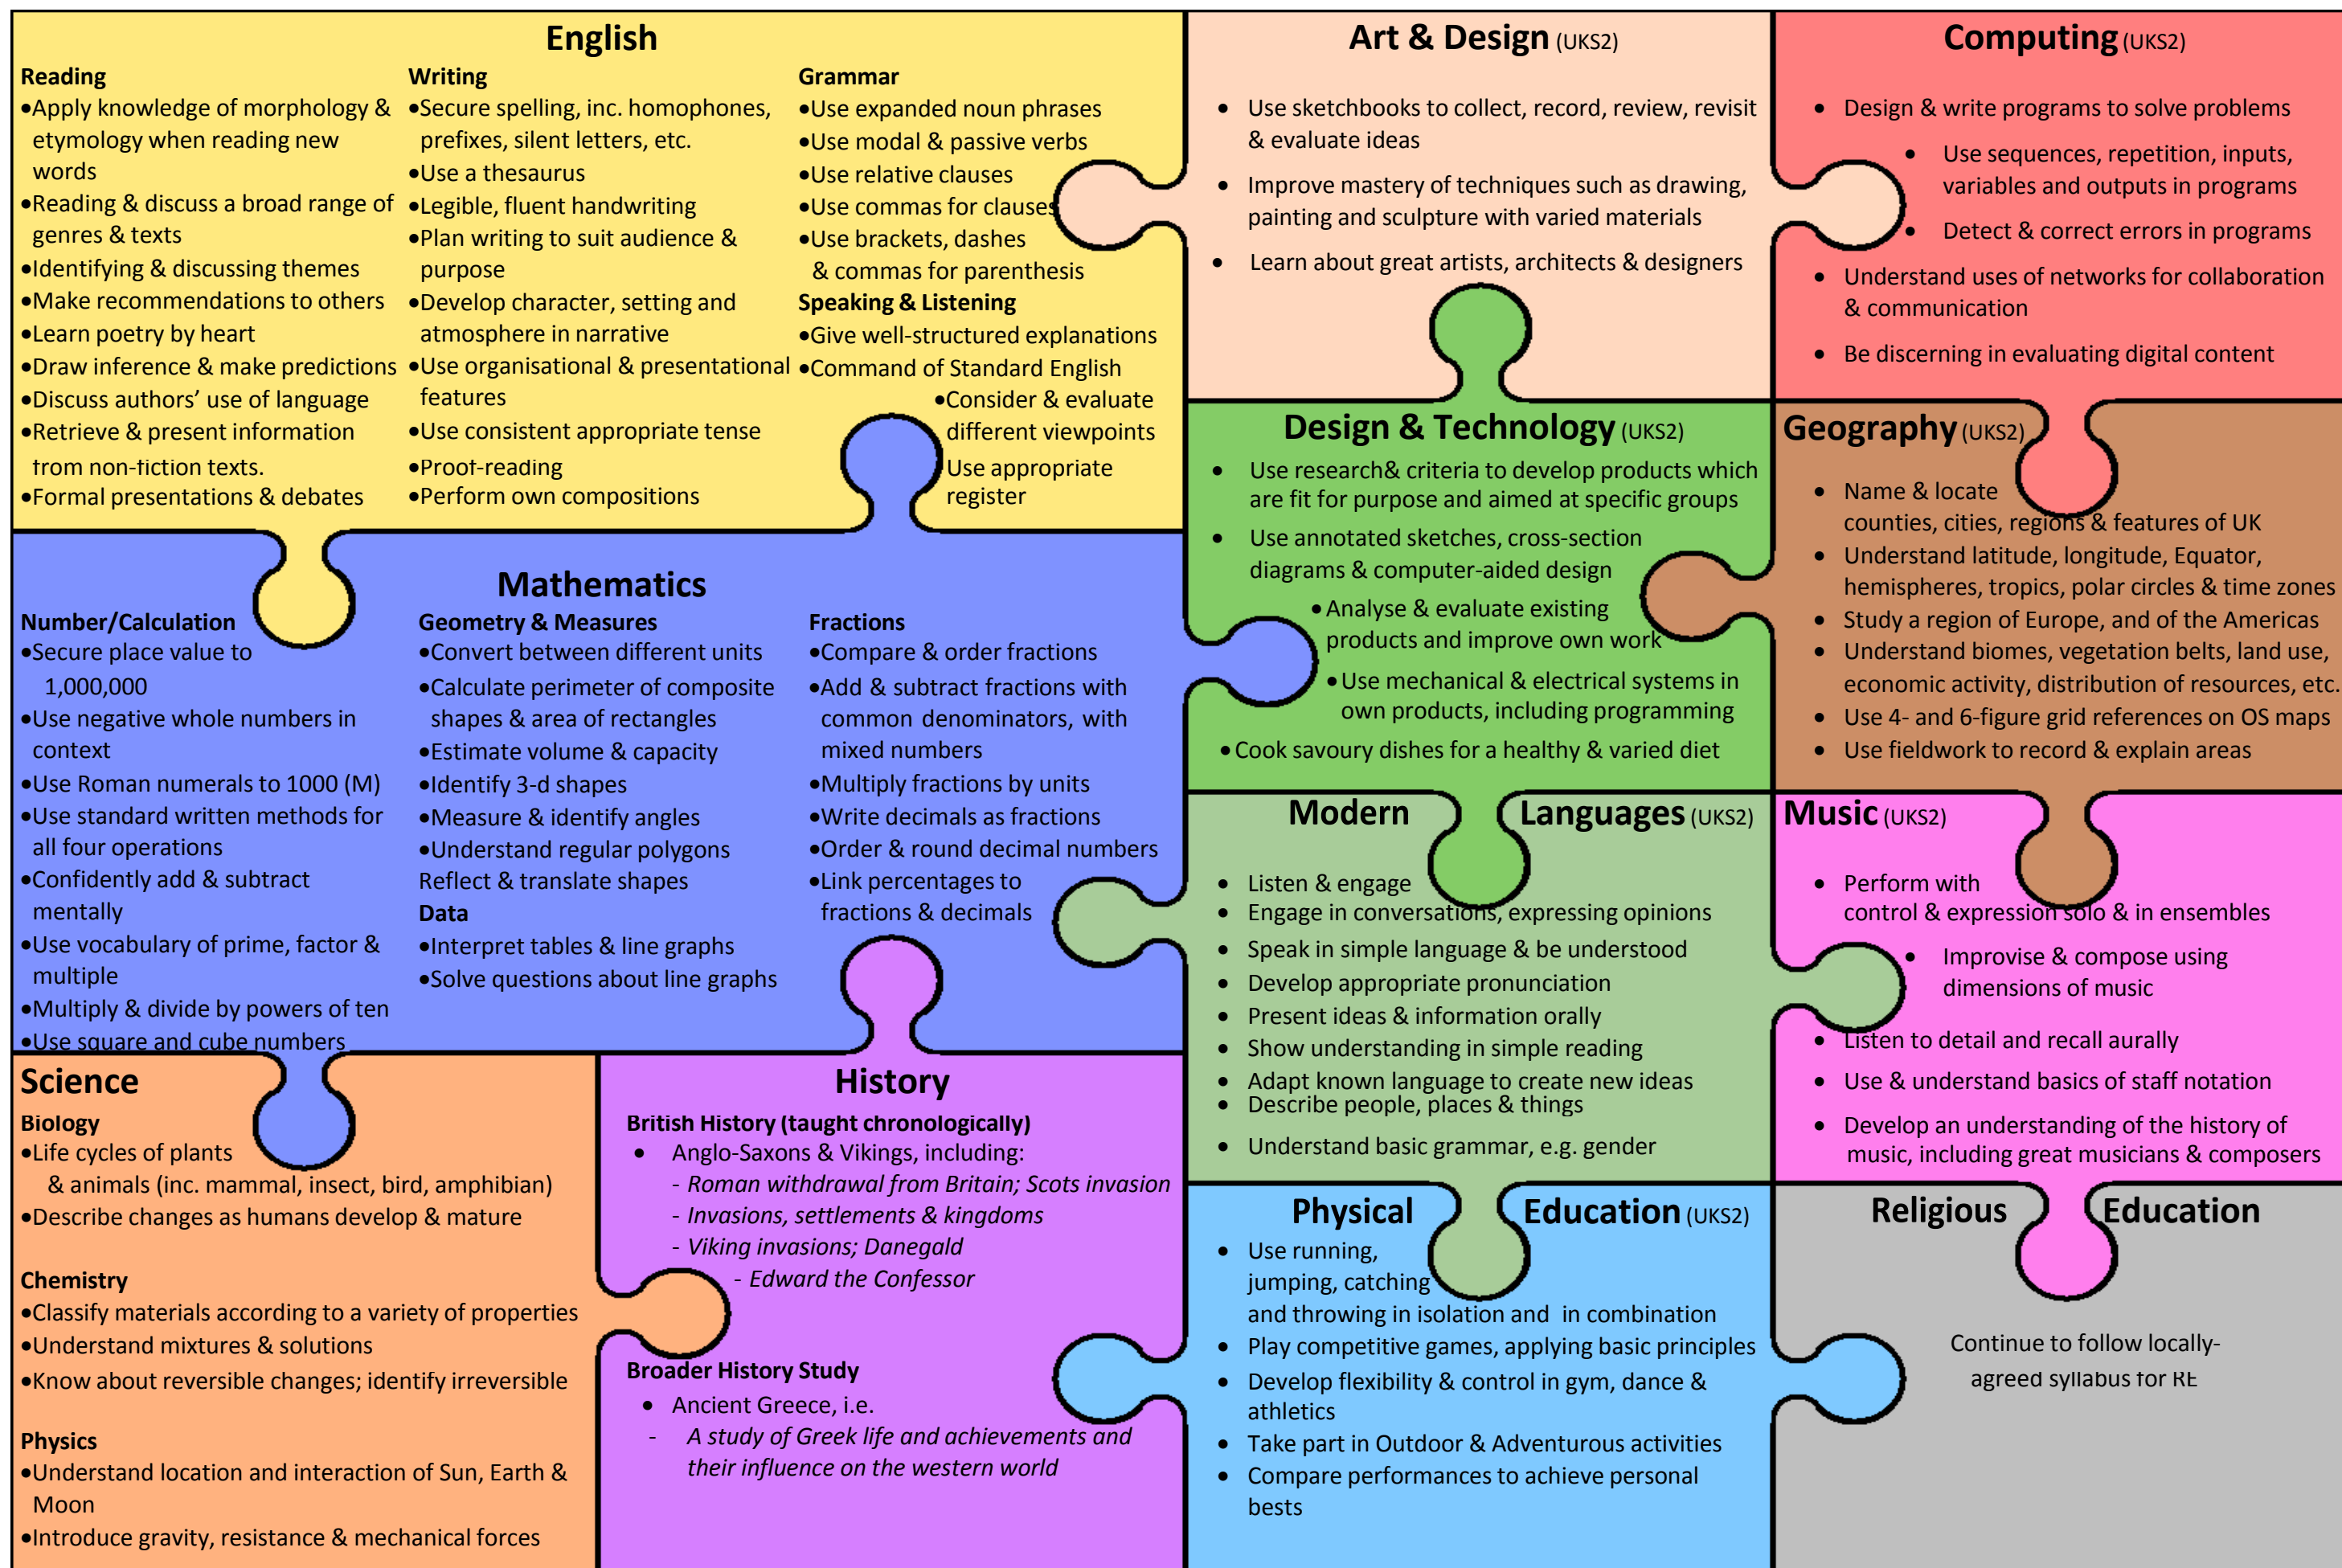 English
Reading
•Apply knowledge of morphology &
etymology when reading new
words
•Reading & discuss a broad range of
genres & texts
•Identifying & discussing themes
•Make recommendations to others
•Learn poetry by heart
•Draw inference & make predictions
•Discuss authors’ use of language
•Retrieve & present information
from non-fiction texts.
•Formal presentations & debates
Writing
•Secure spelling, inc. homophones,
prefixes, silent letters, etc.
•Use a thesaurus
•Legible, fluent handwriting
•Plan writing to suit audience &
purpose
•Develop character, setting and
atmosphere in narrative
•Use organisational & presentational
features
•Use consistent appropriate tense
•Proof-reading
•Perform own compositions
Grammar
•Use expanded noun phrases
•Use modal & passive verbs
•Use relative clauses
•Use commas for clauses
•Use brackets, dashes
& commas for parenthesis
Speaking & Listening
•Give well-structured explanations
•Command of Standard English
•Consider & evaluate
different viewpoints
Use appropriate
register
Art & Design (UKS2)
• Use sketchbooks to collect, record, review, revisit
& evaluate ideas
• Improve mastery of techniques such as drawing,
painting and sculpture with varied materials
• Learn about great artists, architects & designers
Computing (UKS2)
• Design & write programs to solve problems
• Use sequences, repetition, inputs,
variables and outputs in programs
• Detect & correct errors in programs
• Understand uses of networks for collaboration
& communication
• Be discerning in evaluating digital content
Mathematics
Number/Calculation
•Secure place value to
1,000,000
•Use negative whole numbers in
context
•Use Roman numerals to 1000 (M)
•Use standard written methods for
all four operations
•Confidently add & subtract
mentally
•Use vocabulary of prime, factor &
multiple
•Multiply & divide by powers of ten
•Use square and cube numbers
Geometry & Measures
•Convert between different units
•Calculate perimeter of composite
shapes & area of rectangles
•Estimate volume & capacity
•Identify 3-d shapes
•Measure & identify angles
•Understand regular polygons
Reflect & translate shapes
Data
•Interpret tables & line graphs
•Solve questions about line graphs
Fractions
•Compare & order fractions
•Add & subtract fractions with
common denominators, with
mixed numbers
•Multiply fractions by units
•Write decimals as fractions
•Order & round decimal numbers
•Link percentages to
fractions & decimals
Design & Technology (UKS2)
• Use research& criteria to develop products which
are fit for purpose and aimed at specific groups
• Use annotated sketches, cross-section
diagrams & computer-aided design
•Analyse & evaluate existing
products and improve own work
•Use mechanical & electrical systems in
own products, including programming
•Cook savoury dishes for a healthy & varied diet
Geography (UKS2)
• Name & locate
counties, cities, regions & features of UK
• Understand latitude, longitude, Equator,
hemispheres, tropics, polar circles & time zones
• Study a region of Europe, and of the Americas
• Understand biomes, vegetation belts, land use,
economic activity, distribution of resources, etc.
• Use 4- and 6-figure grid references on OS maps
• Use fieldwork to record & explain areas
Modern Languages (UKS2)
• Listen & engage
• Engage in conversations, expressing opinions
• Speak in simple language & be understood
• Develop appropriate pronunciation
• Present ideas & information orally
• Show understanding in simple reading
• Adapt known language to create new ideas
• Describe people, places & things
• Understand basic grammar, e.g. gender
Music (UKS2)
• Perform with
control & expression solo & in ensembles
• Improvise & compose using
dimensions of music
• Listen to detail and recall aurally
• Use & understand basics of staff notation
• Develop an understanding of the history of
music, including great musicians & composers
Science
Biology
•Life cycles of plants
& animals (inc. mammal, insect, bird, amphibian)
•Describe changes as humans develop & mature
Chemistry
•Classify materials according to a variety of properties
•Understand mixtures & solutions
•Know about reversible changes; identify irreversible
Physics
•Understand location and interaction of Sun, Earth &
Moon
•Introduce gravity, resistance & mechanical forces
History
British History (taught chronologically)
• Anglo-Saxons & Vikings, including:
- Roman withdrawal from Britain; Scots invasion
- Invasions, settlements & kingdoms
- Viking invasions; Danegald
- Edward the Confessor
Broader History Study
• Ancient Greece, i.e.
- A study of Greek life and achievements and
their influence on the western world
Physical Education (UKS2)
• Use running,
jumping, catching
and throwing in isolation and in combination
• Play competitive games, applying basic principles
• Develop flexibility & control in gym, dance &
athletics
• Take part in Outdoor & Adventurous activities
• Compare performances to achieve personal
bests
Religious Education
Continue to follow locally-
agreed syllabus for RE